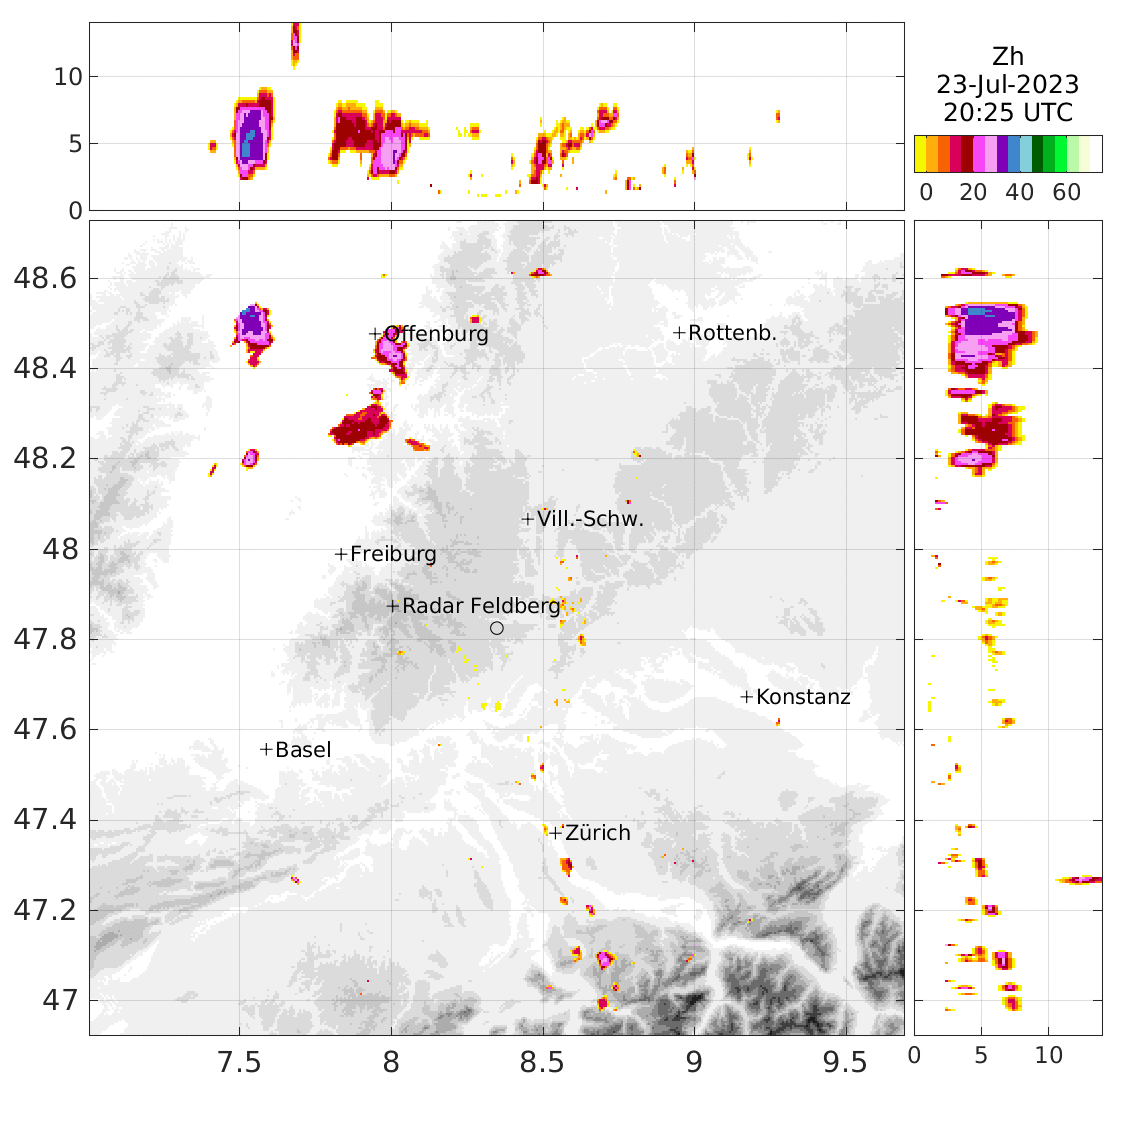 Zh
23-Jul-2023
20:25 UTC
0 20 40 60
10
5
0
48.6
Offenburg
Rottenb.
48.4
48.2
Vill.-Schw.
48
Freiburg
Radar Feldberg
47.8
Konstanz
47.6
Basel
47.4
Zürich
47.2
47
7.5 8 8.5 9 9.5
0 5 10